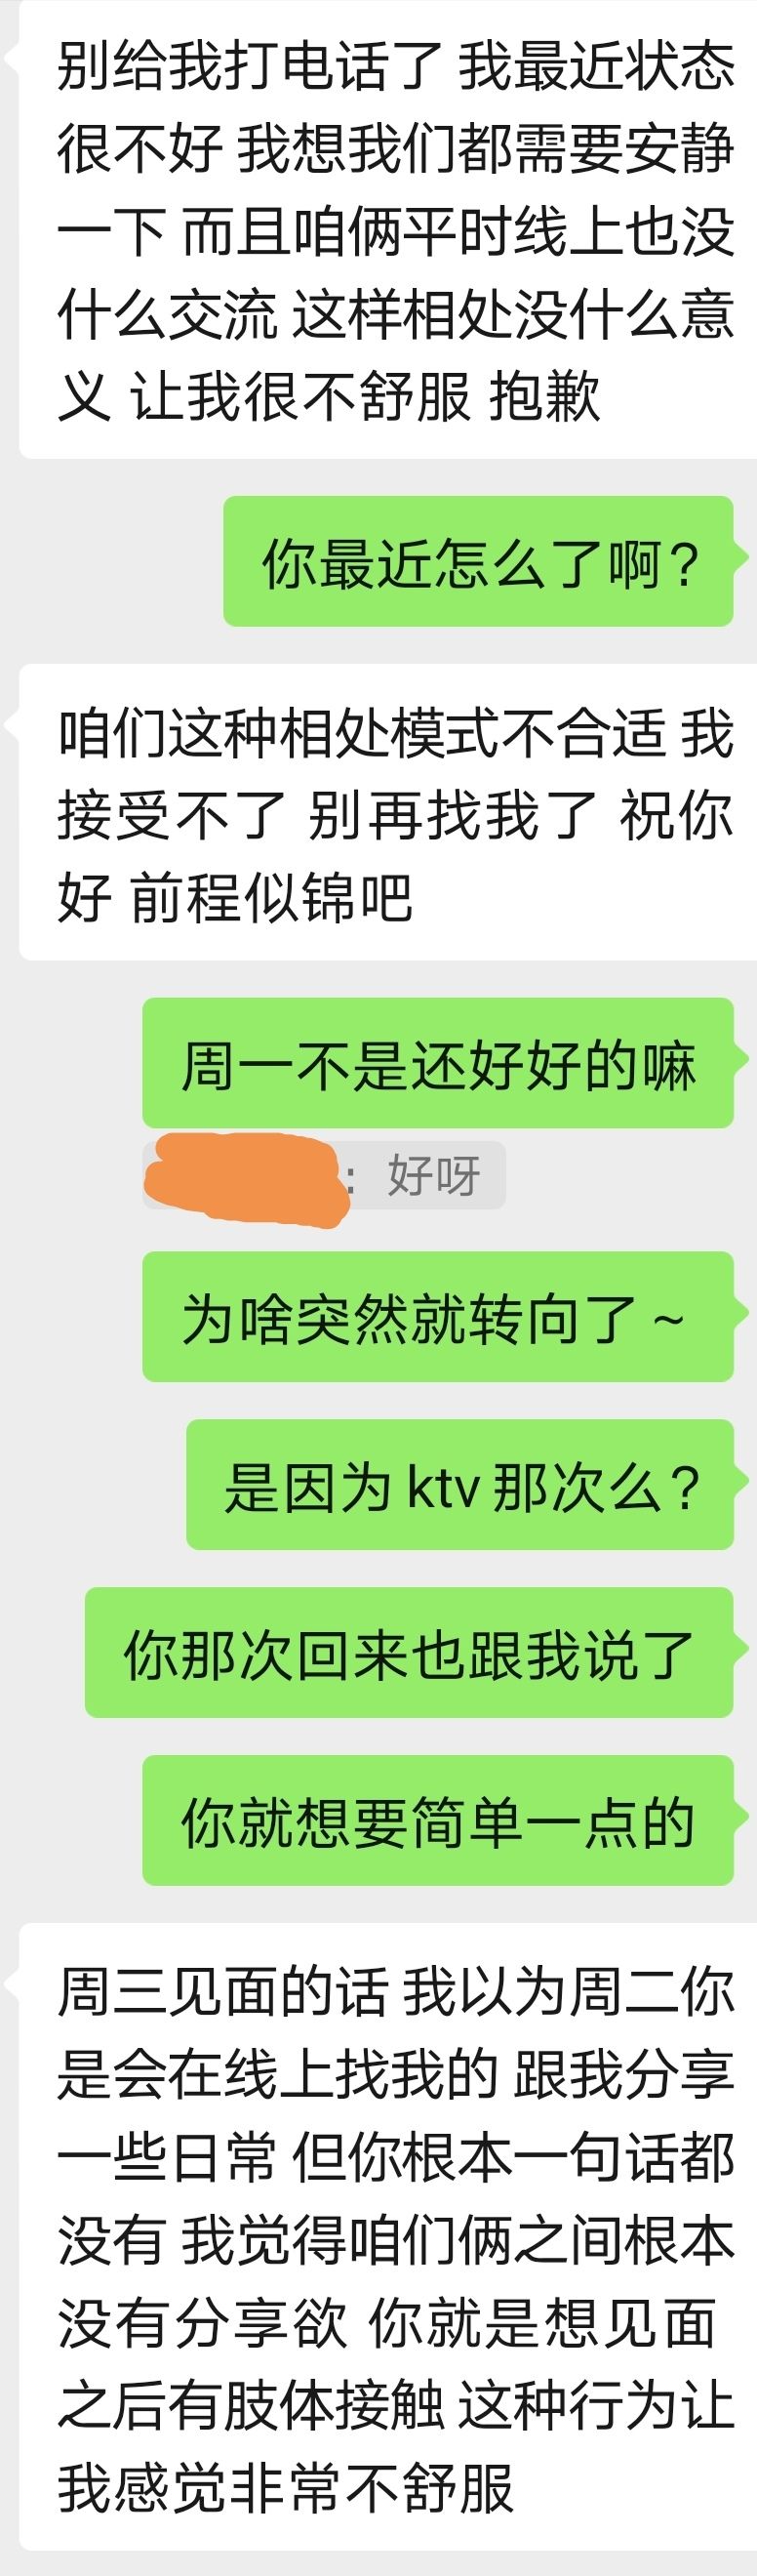 别给我打电话了 我最近状态
很不好 我想我们都需要安静
一下 而且咱俩平时线上也没
什么交流 这样相处没什么意
义 让我很不舒服 抱歉
你最近怎么了啊？
咱们这种相处模式不合适 我
接受不了 别再找我了 祝你
好 前程似锦吧
周一不是还好好的嘛
：好呀
为啥突然就转向了～
是因为 ktv 那次么？
你那次回来也跟我说了
你就想要简单一点的
周三见面的话 我以为周二你
是会在线上找我的 跟我分享
一些日常 但你根本一句话都
没有 我觉得咱们俩之间根本
没有分享欲 你就是想见面
之后有肢体接触 这种行为让
我感觉非常不舒服